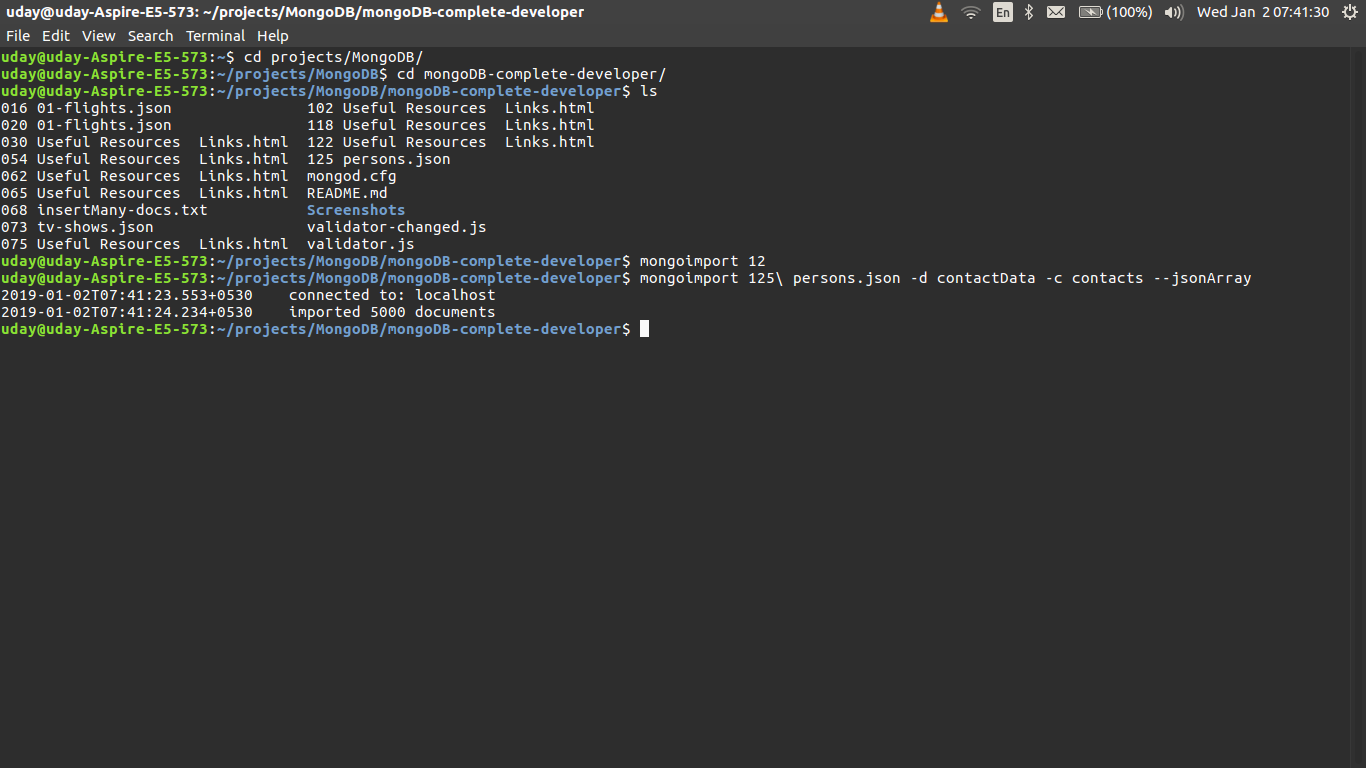 uday@uday-Aspire-E5-573: ~/projects/MongoDB/mongoDB-complete-developer En (100%) Wed Jan 2 07:41:30
File Edit View Search Terminal Help
uday@uday-Aspire-E5-573:~$ cd projects/MongoDB/
uday@uday-Aspire-E5-573:~/projects/MongoDB$ cd mongoDB-complete-developer/
uday@uday-Aspire-E5-573:~/projects/MongoDB/mongoDB-complete-developer$ ls
016 01-flights.json               102 Useful Resources  Links.html
020 01-flights.json               118 Useful Resources  Links.html
030 Useful Resources  Links.html  122 Useful Resources  Links.html
054 Useful Resources  Links.html  125 persons.json
062 Useful Resources  Links.html  mongod.cfg
065 Useful Resources  Links.html  README.md
068 insertMany-docs.txt           Screenshots
073 tv-shows.json                 validator-changed.js
075 Useful Resources  Links.html  validator.js
uday@uday-Aspire-E5-573:~/projects/MongoDB/mongoDB-complete-developer$ mongoimport 12
uday@uday-Aspire-E5-573:~/projects/MongoDB/mongoDB-complete-developer$ mongoimport 125\ persons.json -d contactData -c contacts --jsonArray
2019-01-02T07:41:23.553+0530    connected to: localhost
2019-01-02T07:41:24.234+0530    imported 5000 documents
uday@uday-Aspire-E5-573:~/projects/MongoDB/mongoDB-complete-developer$